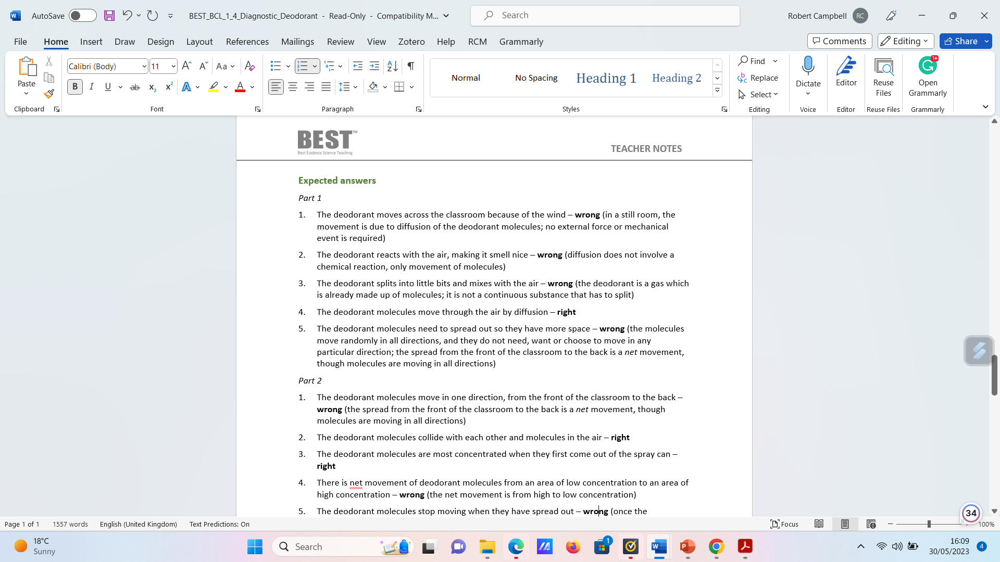 AutoSave
BEST_BCL_1_4_Diagnostic_Deodorant - Read-Only - Compatibility M...
Search
Robert Campbell
RC
File
Home
Insert
Draw
Design
Layout
References
Mailings
Review
View
Zotero
Help
RCM
Grammarly
Comments
Editing
Share
Paste
Clipboard
Calibri (Body)
11
Font
Paragraph
Normal
No Spacing
Heading 1
Heading 2
Styles
Find
Replace
Select
Editing
Dictate
Voice
Editor
Editor
Reuse
Files
Reuse Files
1+
Open
Grammarly
Grammarly
BEST™
Best Evidence Science Teaching
TEACHER NOTES
Expected answers
Part 1
1. The deodorant moves across the classroom because of the wind – wrong (in a still room, the
movement is due to diffusion of the deodorant molecules; no external force or mechanical
event is required)
2. The deodorant reacts with the air, making it smell nice – wrong (diffusion does not involve a
chemical reaction, only movement of molecules)
3. The deodorant splits into little bits and mixes with the air – wrong (the deodorant is a gas which
is already made up of molecules; it is not a continuous substance that has to split)
4. The deodorant molecules move through the air by diffusion – right
5. The deodorant molecules need to spread out so they have more space – wrong (the molecules
move randomly in all directions, and they do not need, want or choose to move in any
particular direction; the spread from the front of the classroom to the back is a net movement,
though molecules are moving in all directions)
Part 2
1. The deodorant molecules move in one direction, from the front of the classroom to the back –
wrong (the spread from the front of the classroom to the back is a net movement, though
molecules are moving in all directions)
2. The deodorant molecules collide with each other and molecules in the air – right
3. The deodorant molecules are most concentrated when they first come out of the spray can –
right
4. There is net movement of deodorant molecules from an area of low concentration to an area of
high concentration – wrong (the net movement is from high to low concentration)
5. The deodorant molecules stop moving when they have spread out – wrong (once the
34
Page 1 of 1
1557 words
English (United Kingdom)
Text Predictions: On
Focus
100%
18°C
Sunny
Search
1
16:09
30/05/2023
4